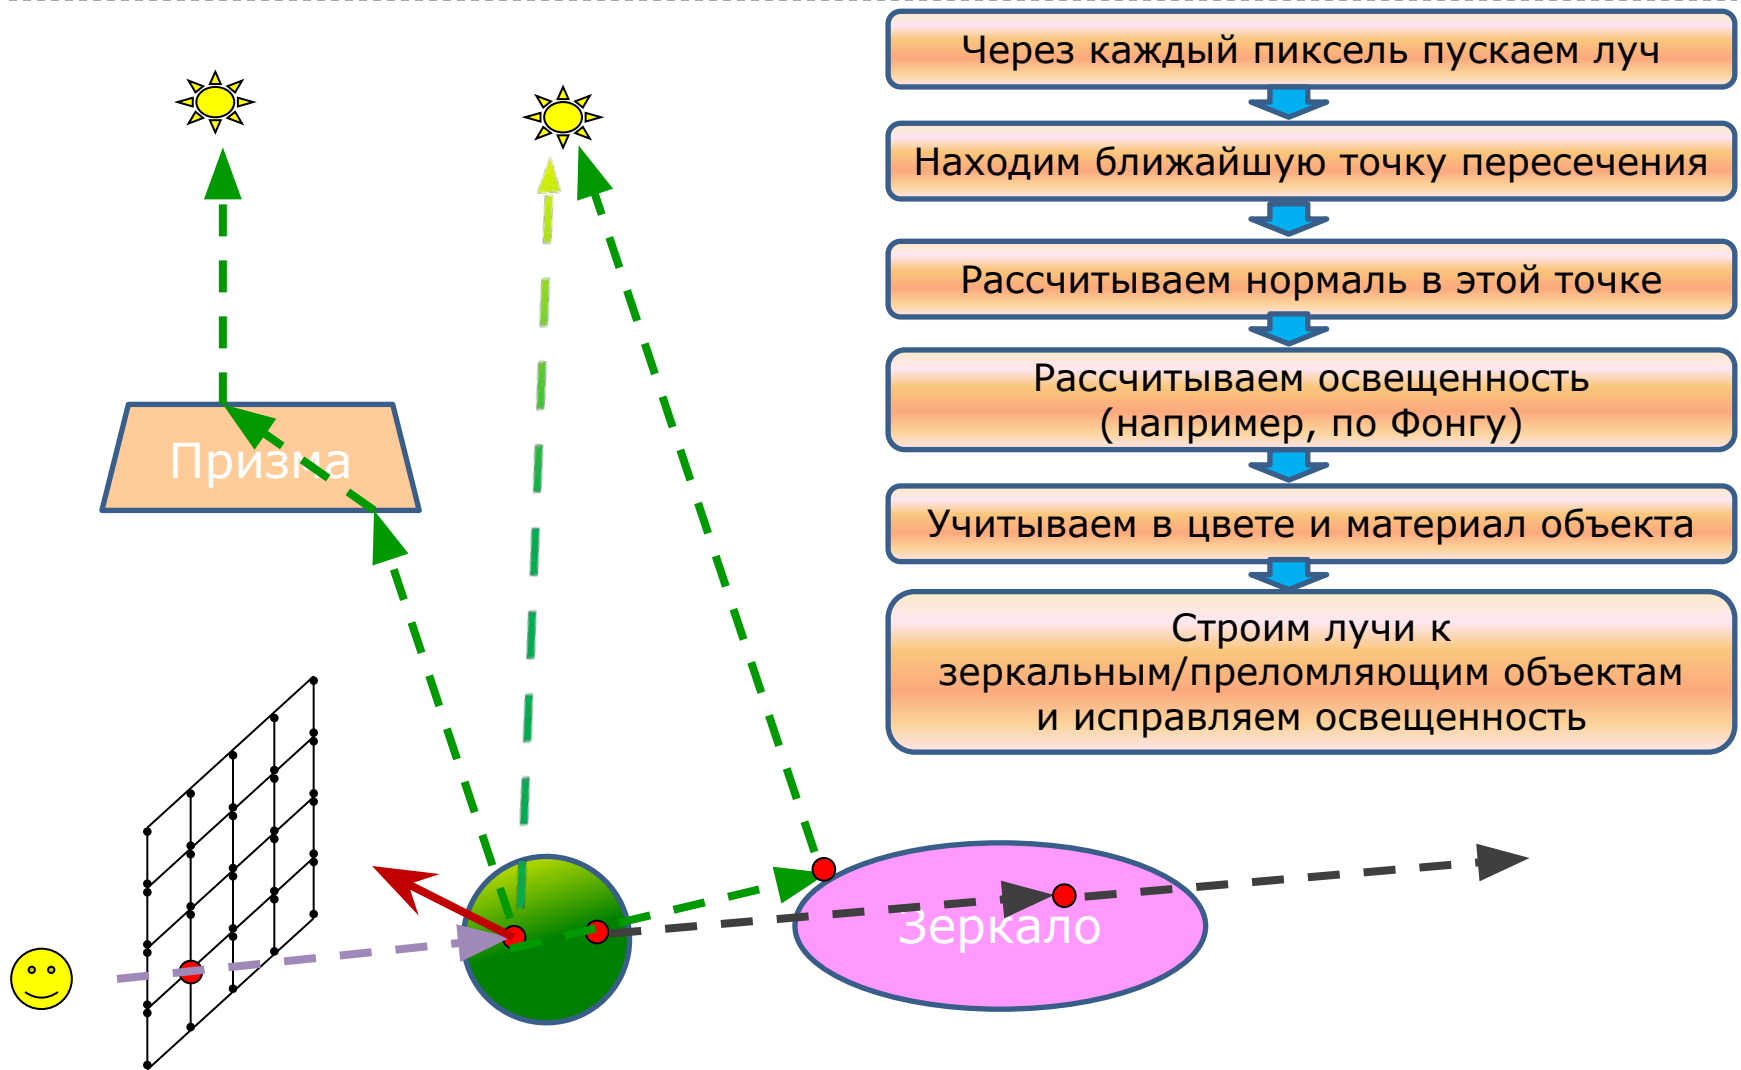 Через каждый пиксель пускаем луч
Находим ближайшую точку пересечения
Рассчитываем нормаль в этой точке
Рассчитываем освещенность
(например, по Фонгу)
Учитываем в цвете и материал объекта
Строим лучи к
зеркальным/преломляющим объектам
и исправляем освещенность
Призма
Зеркало